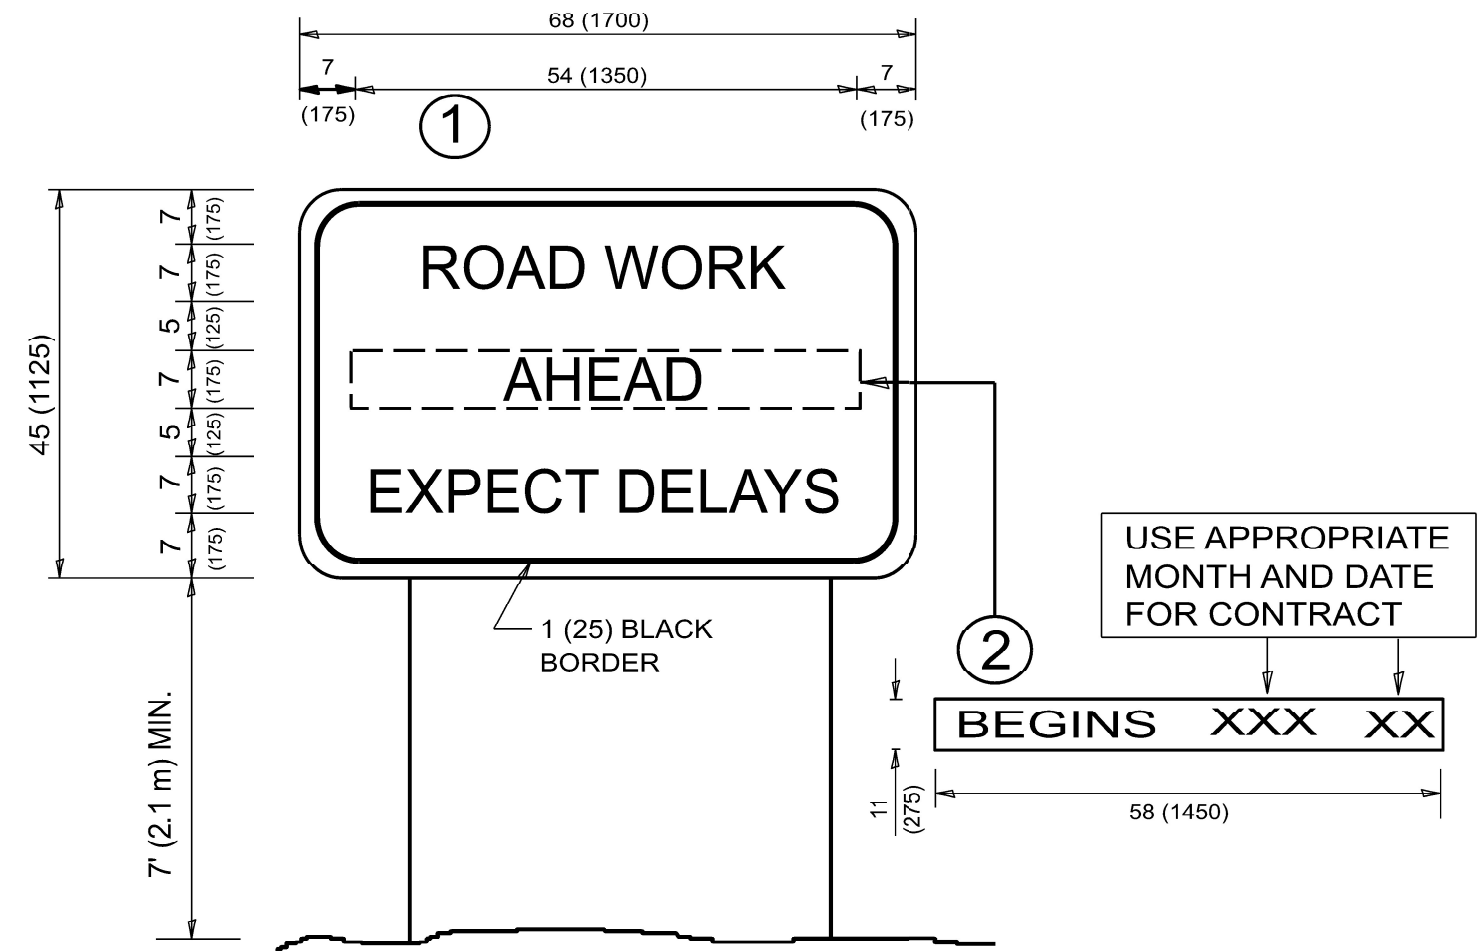 68 (1700)
7
54 (1350)
7
(175)
(175)
1
7
(175)
7
(175)
5
(125)
7
(175)
5
(125)
7
(175)
7
(175)
45 (1125)
ROAD WORK
AHEAD
EXPECT DELAYS
1 (25) BLACK
BORDER
7' (2.1 m) MIN.
USE APPROPRIATE
MONTH AND DATE
FOR CONTRACT
2
BEGINS XXX XX
11
(275)
58 (1450)